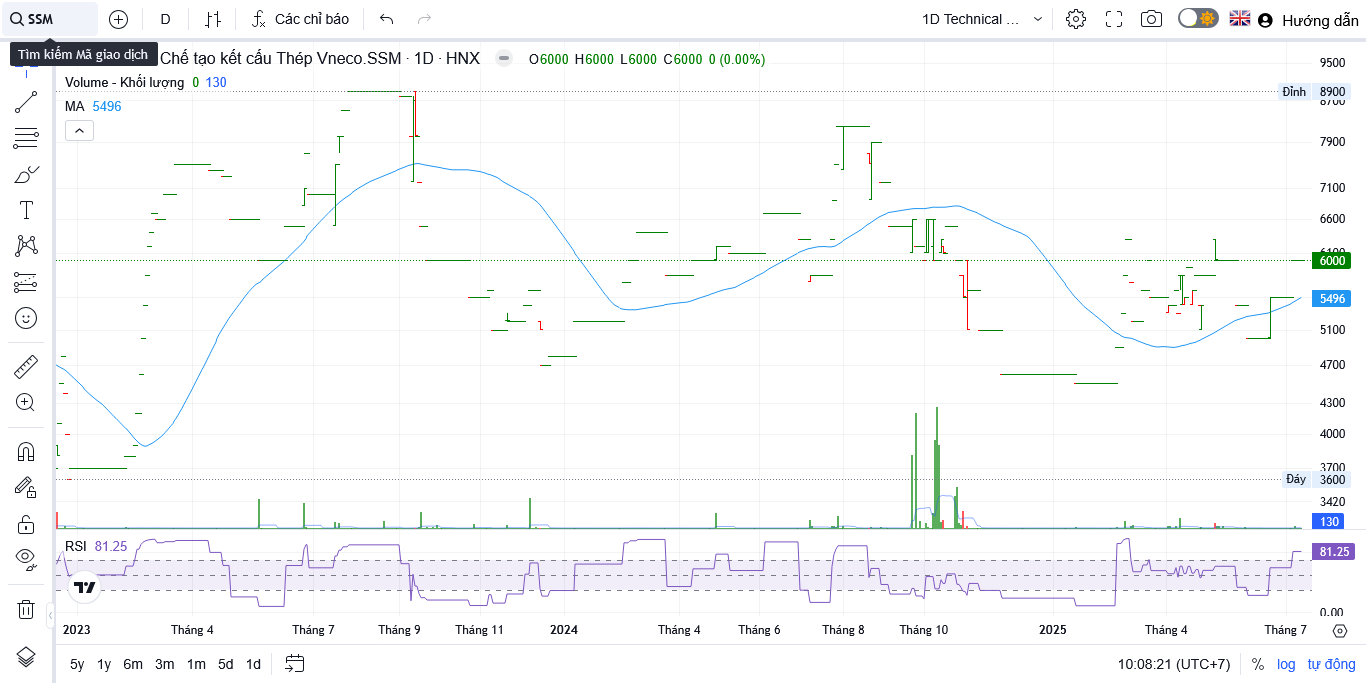 SSM
D
Các chỉ báo
1D Technical ...
Hướng dẫn
Tìm kiếm Mã giao dịch
Chế tạo kết cấu Thép Vneco.SSM · 1D · HNX
O6000 H6000 L6000 C6000 0 (0.00%)
Volume - Khối lượng 0 130
MA 5496
9500
Đỉnh 8900
8700
7900
7100
6600
6100
6000
5496
5100
4700
4300
4000
3700
Đáy 3600
3420
130
RSI 81.25
81.25
0.00
2023 Tháng 4 Tháng 7 Tháng 9 Tháng 11 2024 Tháng 4 Tháng 6 Tháng 8 Tháng 10 2025 Tháng 4 Tháng 7
5y 1y 6m 3m 1m 5d 1d
10:08:21 (UTC+7) % log tự động